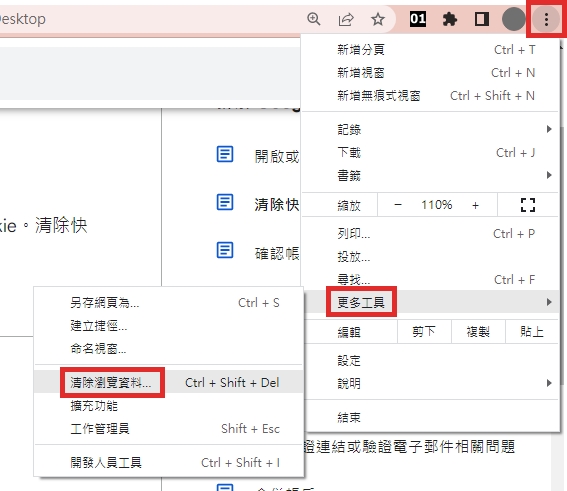 Desktop
01
新增分頁 Ctrl + T
新增視窗 Ctrl + N
新增無痕式視窗 Ctrl + Shift + N
記錄
下載 Ctrl + J
書籤
縮放 − 110% +
列印... Ctrl + P
投放...
尋找... Ctrl + F
更多工具
編輯 剪下 複製 貼上
設定
說明
結束
另存網頁為... Ctrl + S
建立捷徑...
命名視窗...
清除瀏覽資料... Ctrl + Shift + Del
擴充功能
工作管理員 Shift + Esc
開發人員工具 Ctrl + Shift + I
kie。清除快
開啟或
清除快
確認帳
連結或驗證電子郵件相關問題